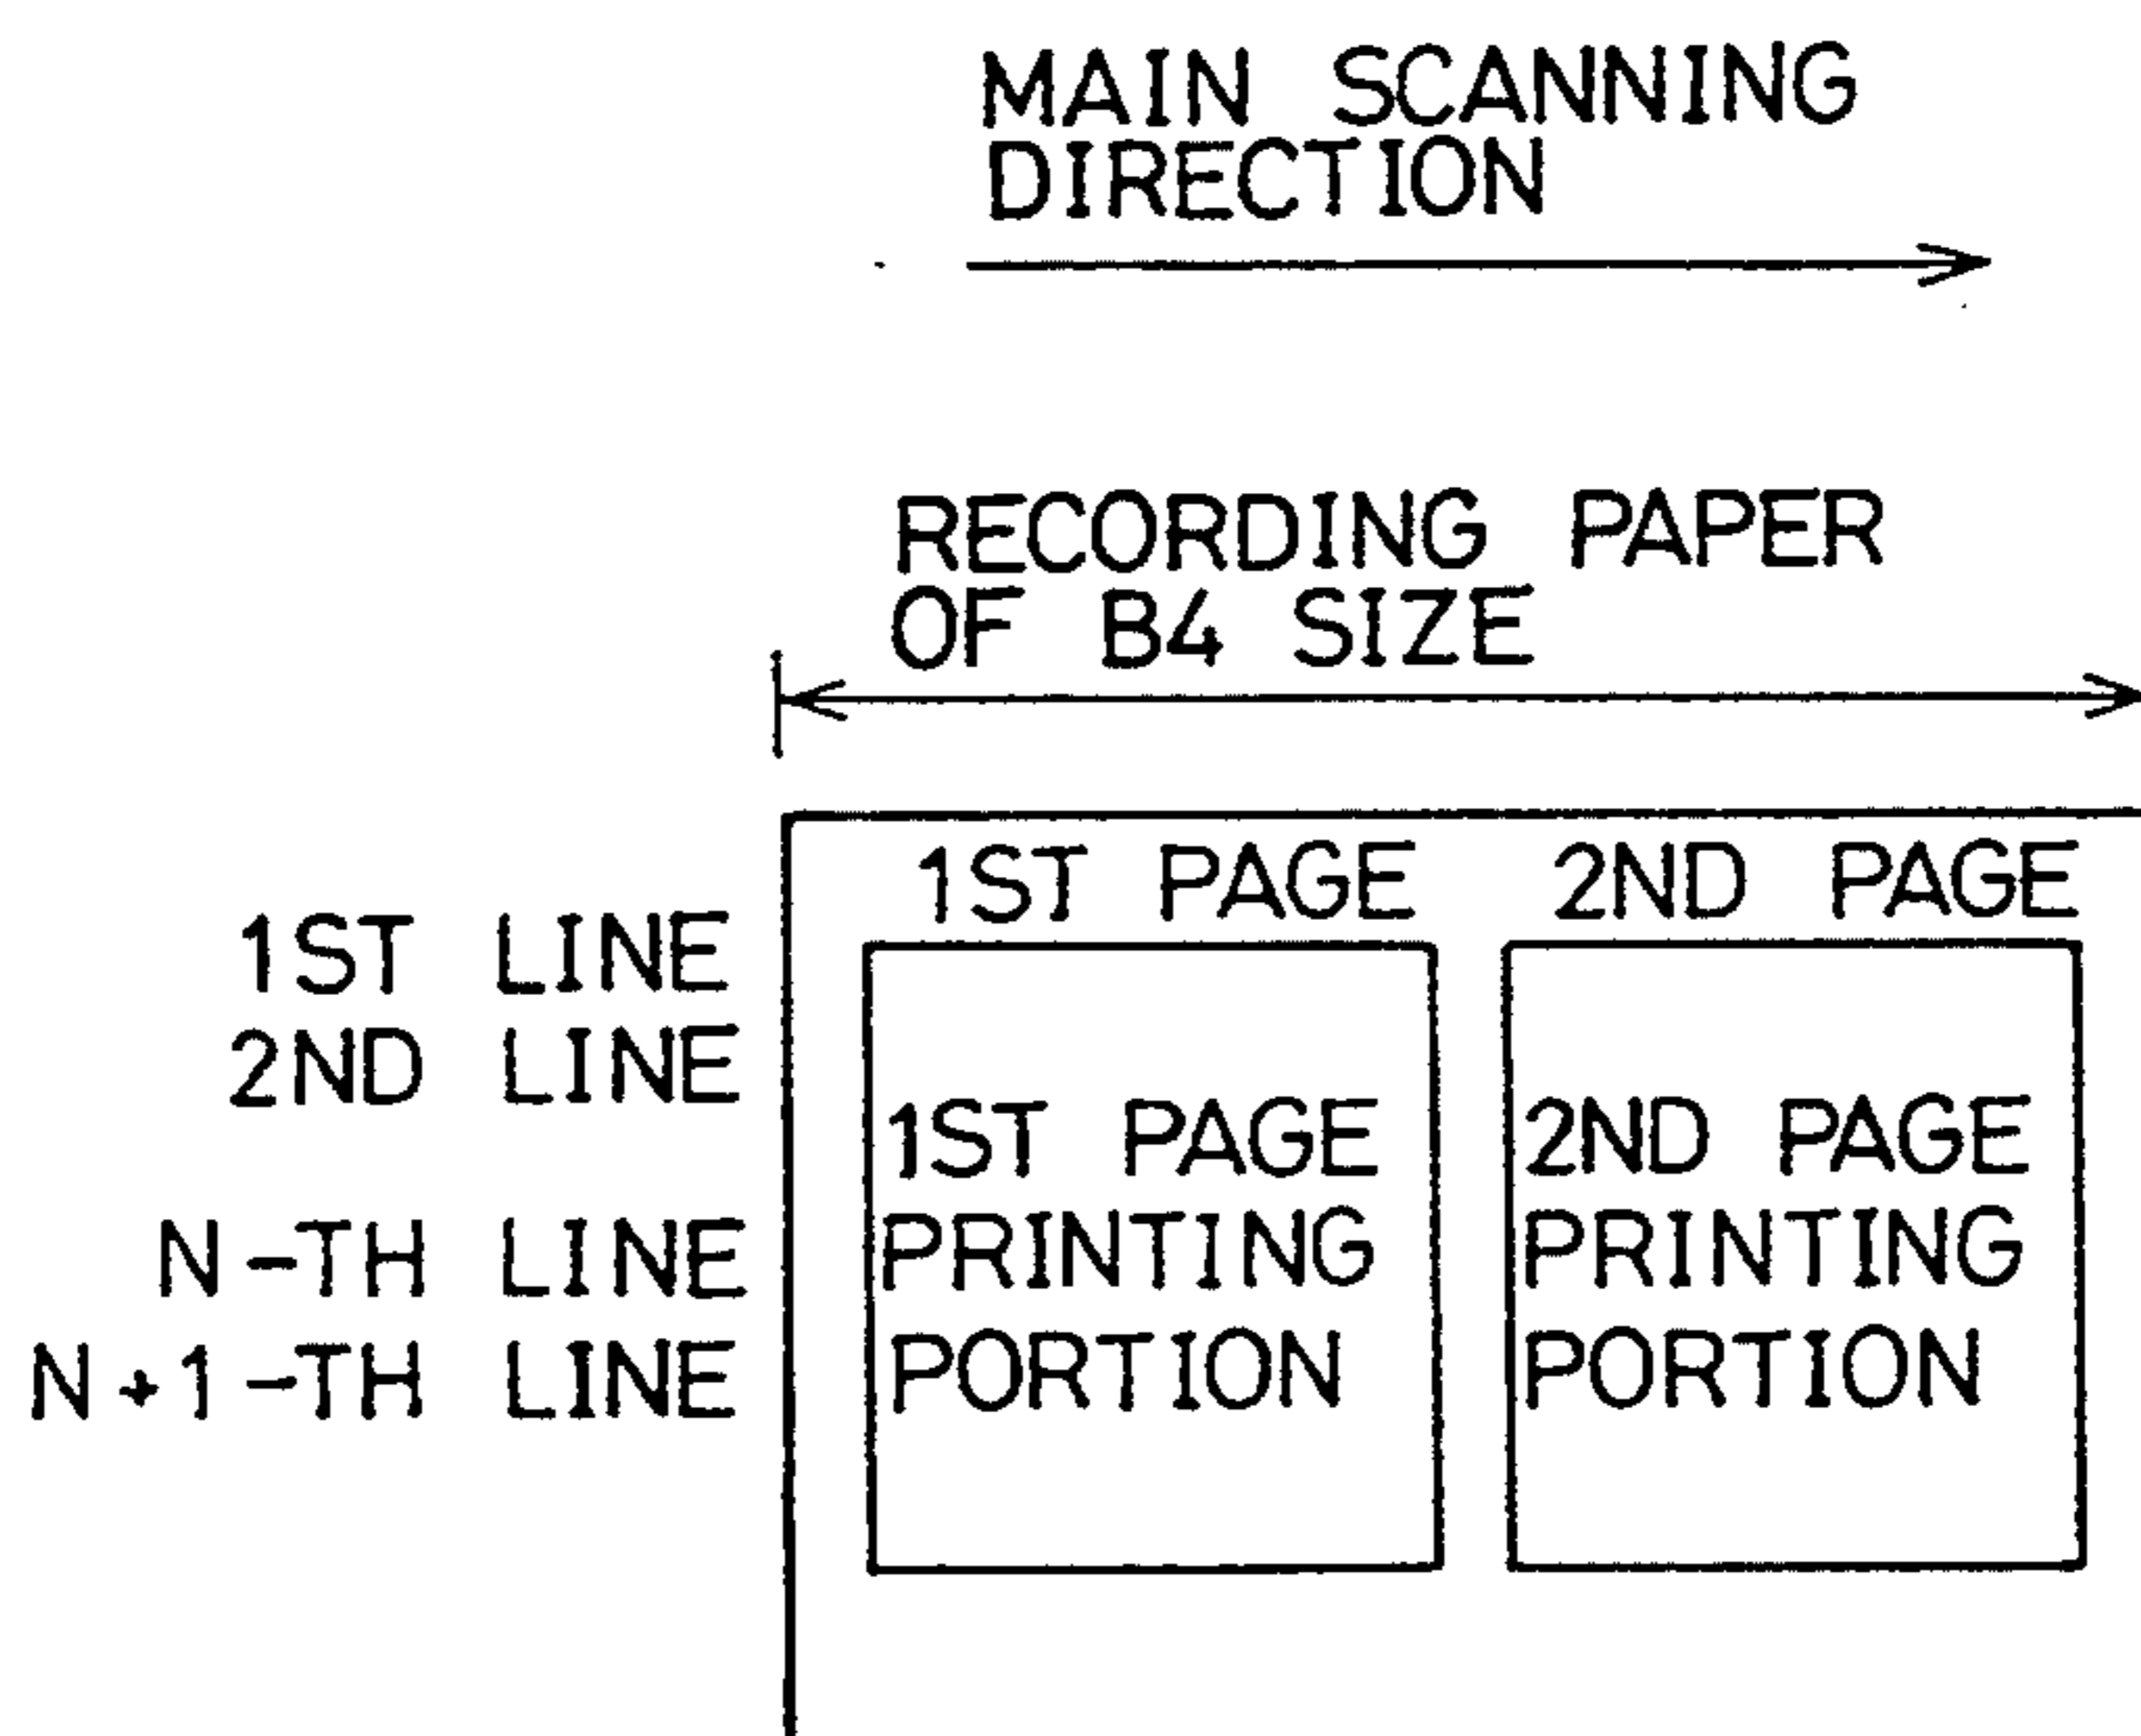 MAIN SCANNING
DIRECTION
RECORDING PAPER
OF B4 SIZE
1ST PAGE
2ND PAGE
1ST LINE
2ND LINE
N-TH LINE
N+1-TH LINE
1ST PAGE
PRINTING
PORTION
2ND PAGE
PRINTING
PORTION